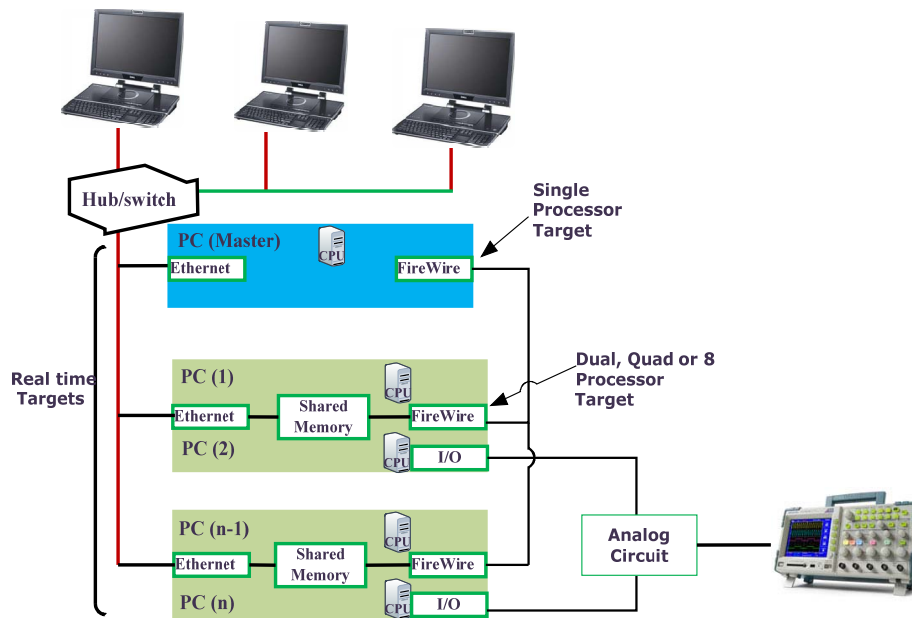 Hub/switch
Single
Processor
Target
PC (Master)
CPU
Ethernet
FireWire
Real time
Targets
Dual, Quad or 8
Processor
Target
PC (1)
CPU
Ethernet
Shared
Memory
FireWire
PC (2)
CPU
I/O
PC (n-1)
CPU
Ethernet
Shared
Memory
FireWire
PC (n)
CPU
I/O
Analog
Circuit